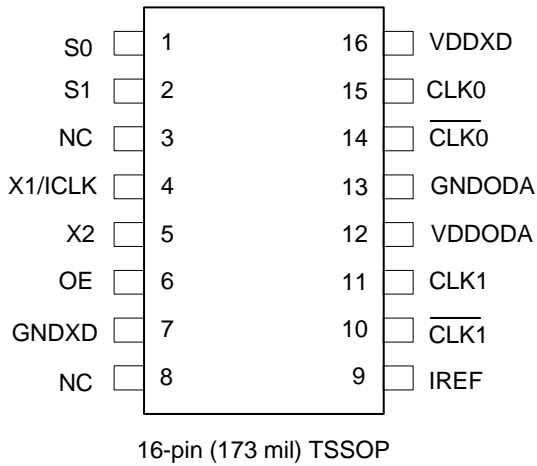 S0 1 16 VDDXD
S1 2 15 CLK0
NC 3 14 CLK0
X1/ICLK 4 13 GNDODA
X2 5 12 VDDODA
OE 6 11 CLK1
GNDXD 7 10 CLK1
NC 8 9 IREF
16-pin (173 mil) TSSOP